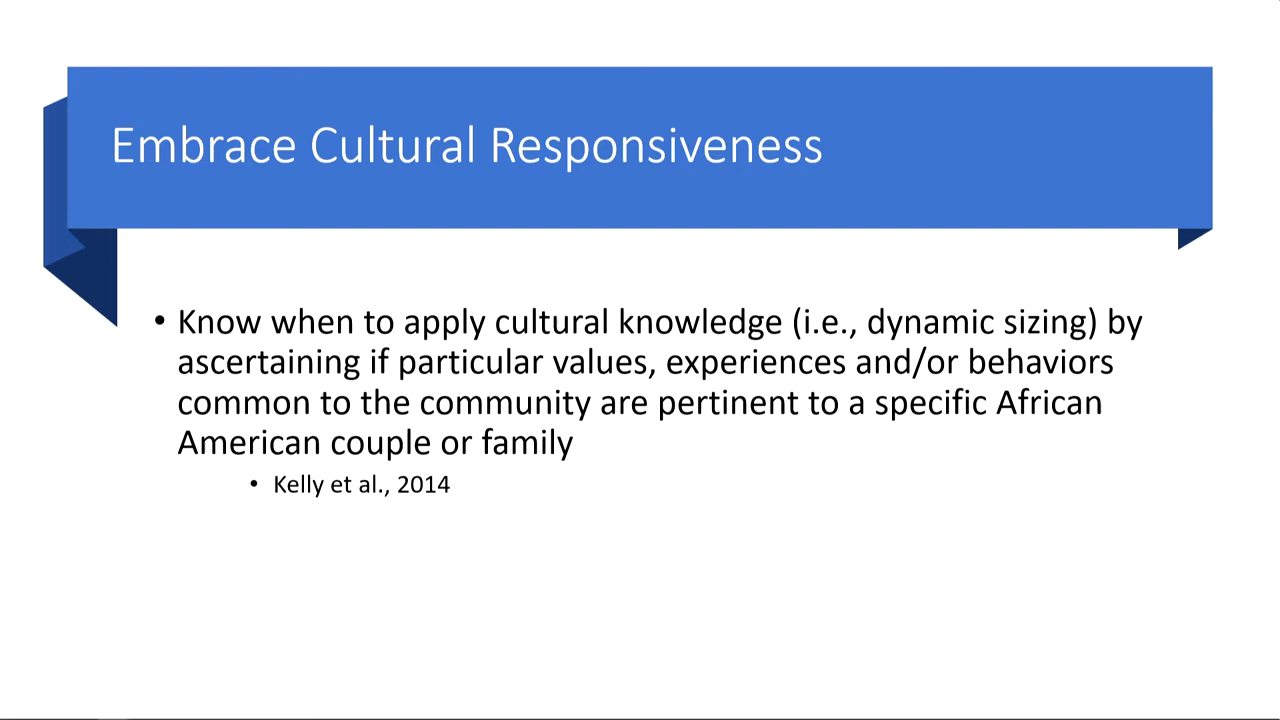 Embrace Cultural Responsiveness
• Know when to apply cultural knowledge (i.e., dynamic sizing) by
ascertaining if particular values, experiences and/or behaviors
common to the community are pertinent to a specific African
American couple or family
• Kelly et al., 2014